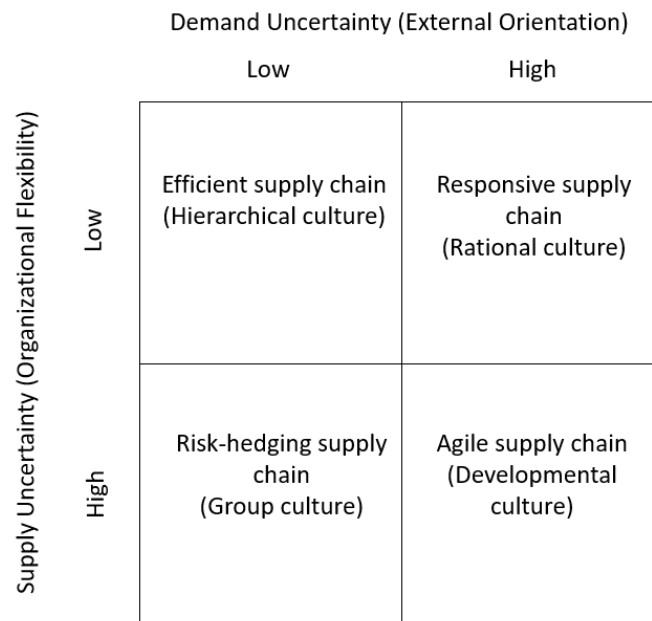 Demand Uncertainty (External Orientation)
Low
High
Supply Uncertainty (Organizational Flexibility)
Low
Efficient supply chain
(Hierarchical culture)
Responsive supply
chain
(Rational culture)
High
Risk-hedging supply
chain
(Group culture)
Agile supply chain
(Developmental
culture)